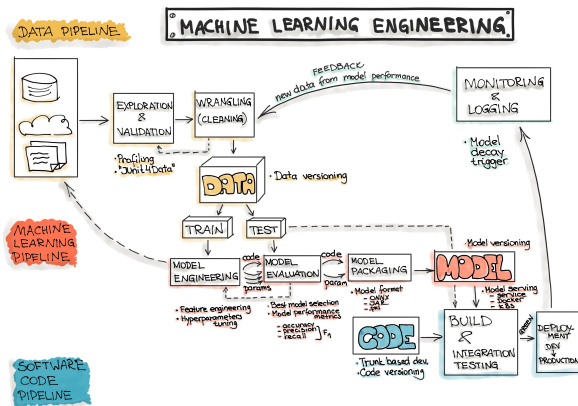 DATA PIPELINE
MACHINE LEARNING ENGINEERING
FEEDBACK
new data from model performance
MONITORING
&
LOGGING
EXPLORATION
&
VALIDATION
WRANGLING
(CLEANING)
• Profiling
• "JUnit4Data"
• Model
decay
trigger
DATA
• Data versioning
TRAIN
TEST
MACHINE
LEARNING
PIPELINE
MODEL
ENGINEERING
code
params
MODEL
EVALUATION
code
param
MODEL
PACKAGING
• Model versioning
MODEL
• Feature engineering
• Hyperparameters
tuning
• Best model selection
• Model performance
metrics
- accuracy
- precision
- recall
F1
• Model format
- ONNX
- JAR
• Model serving
- service
- Docker
- K8S
CODE
• Trunk based dev.
• Code versioning
BUILD
&
INTEGRATION
TESTING
GREEN
DEPLOY-
MENT
DEV
PRODUCTION
SOFTWARE
CODE
PIPELINE